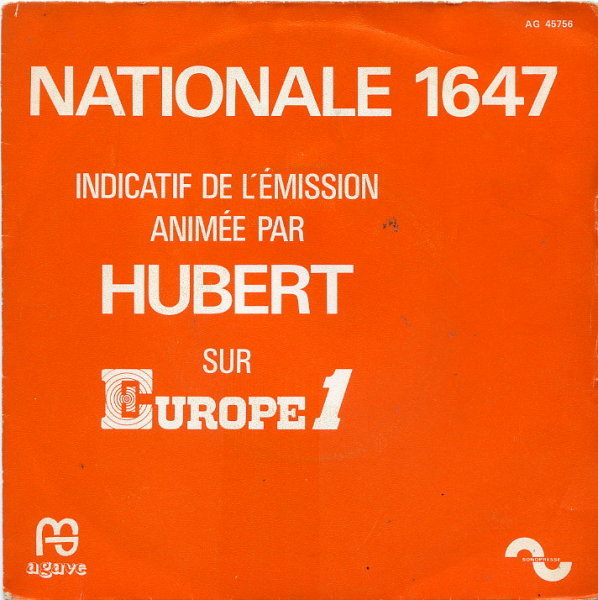 AG 45756
NATIONALE 1647
INDICATIF DE L'ÉMISSION
ANIMÉE PAR
HUBERT
SUR
EUROPE 1
agave
SONOPRESSE